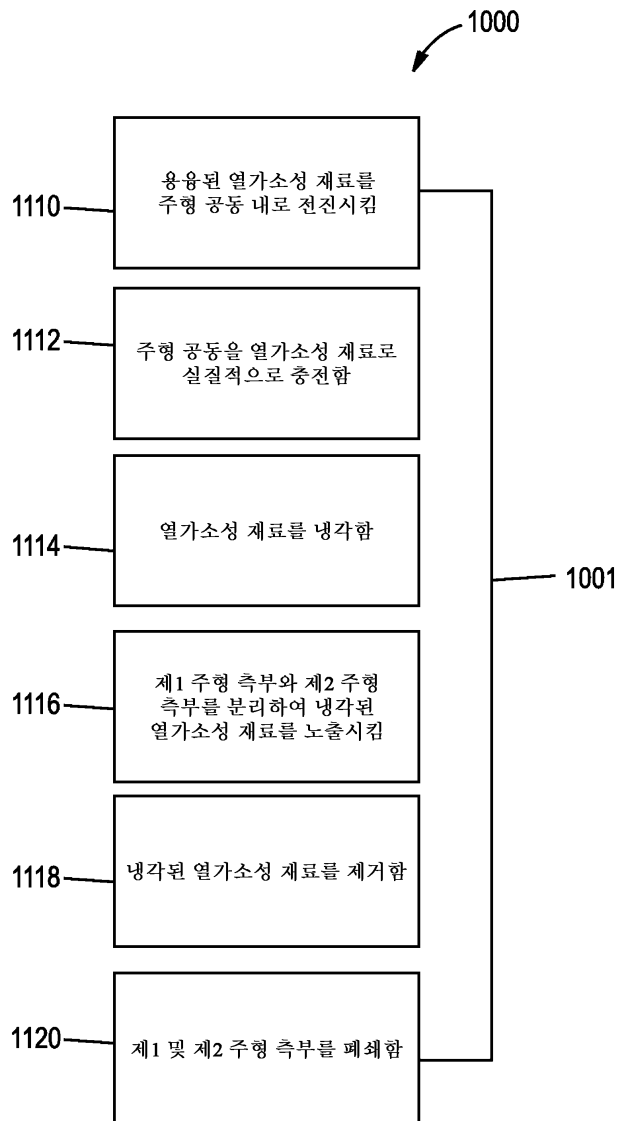 1000
1110
용융된 열가소성 재료를
주형 공동 내로 전진시킴
1112
주형 공동을 열가소성 재료로
실질적으로 충전함
1114
열가소성 재료를 냉각함
1001
1116
제1 주형 측부와 제2 주형
측부를 분리하여 냉각된
열가소성 재료를 노출시킴
1118
냉각된 열가소성 재료를 제거함
1120
제1 및 제2 주형 측부를 폐쇄함